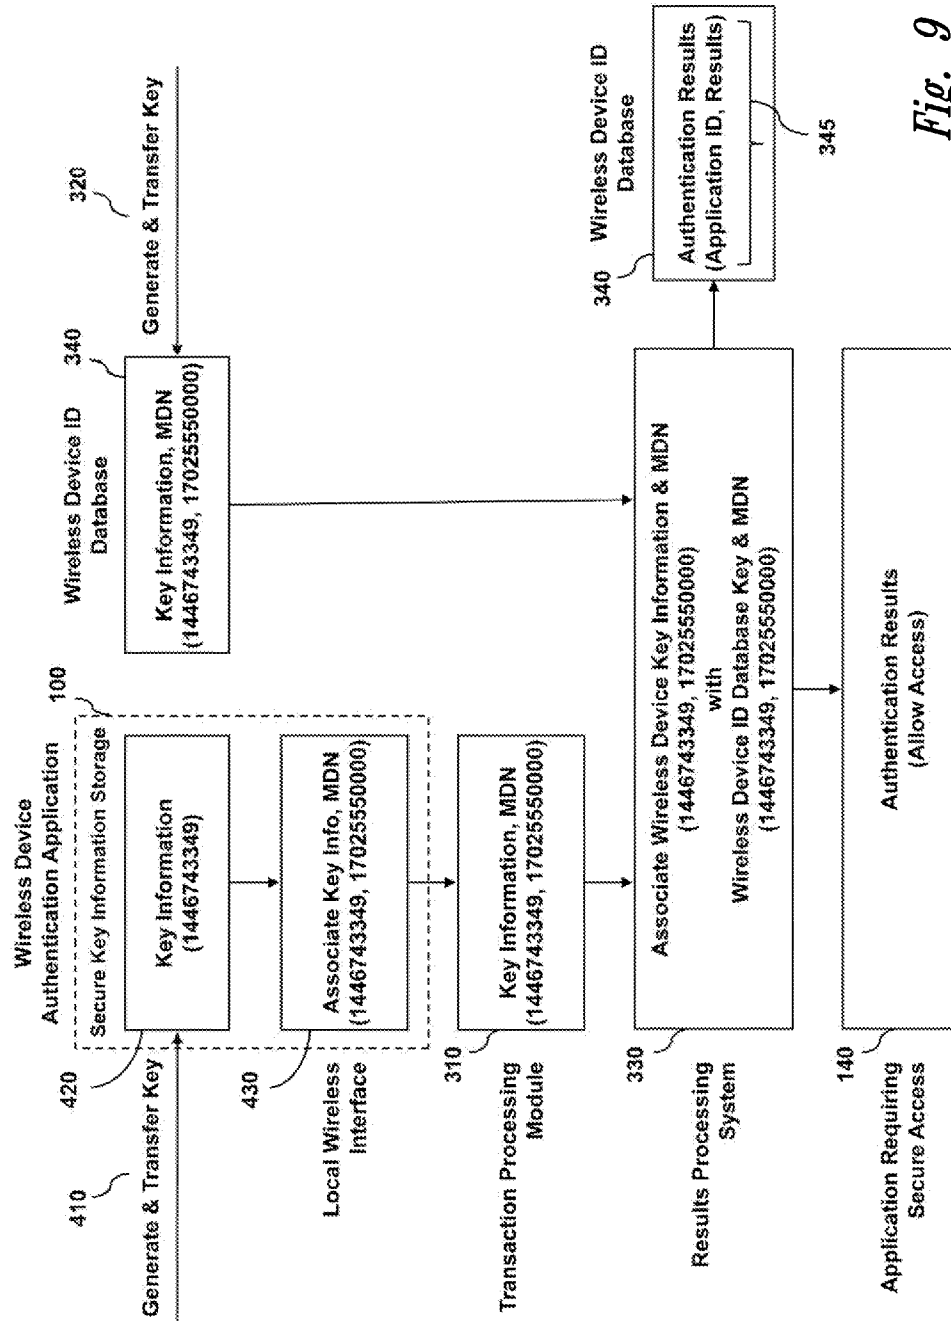 410
Generate & Transfer Key
Wireless Device
Authentication Application
100
Secure Key Information Storage
420
Key Information
(1446743349)
Wireless Device ID
Database
340
Key Information, MDN
(1446743349, 17025550000)
320
Generate & Transfer Key
Local Wireless
Interface
430
Associate Key Info, MDN
(1446743349, 17025550000)
Transaction Processing
Module
310
Key Information, MDN
(1446743349, 17025550000)
Results Processing
System
330
Associate Wireless Device Key Information & MDN
(1446743349, 17025550000)
with
Wireless Device ID Database Key & MDN
(1446743349, 17025550000)
Wireless Device ID
Database
340
Authentication Results
(Application ID, Results)
345
Application Requiring
Secure Access
140
Authentication Results
(Allow Access)
Fig. 9